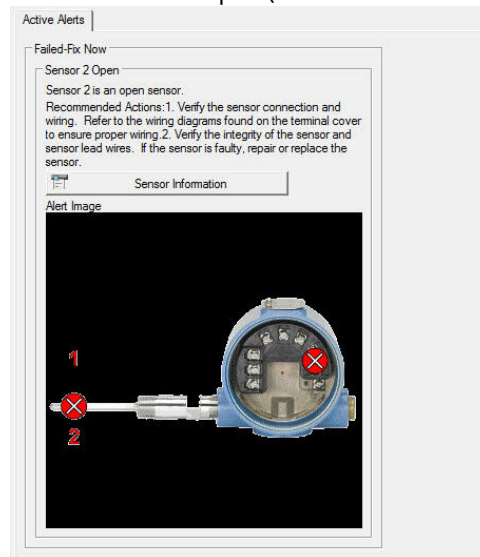 Active Alerts
Failed-Fix Now
Sensor 2 Open
Sensor 2 is an open sensor.
Recommended Actions:1. Verify the sensor connection and
wiring. Refer to the wiring diagrams found on the terminal cover
to ensure proper wiring.2. Verify the integrity of the sensor and
sensor lead wires. If the sensor is faulty, repair or replace the
sensor.
Sensor Information
Alert Image
1
2